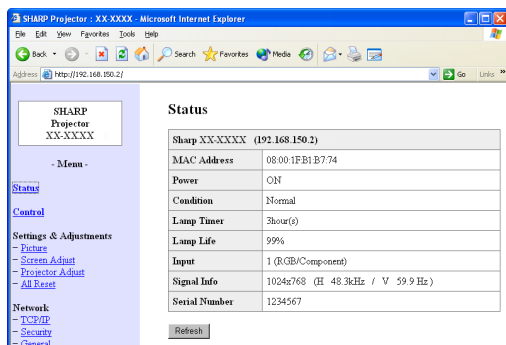 SHARP Projector : XX-XXXX - Microsoft Internet Explorer
File Edit View Favorites Tools Help
Back Search Favorites Media
Address http://192.168.150.2/ Go Links »
SHARP
Projector
XX-XXXX
- Menu -
Status
Control
Settings & Adjustments
– Picture
– Screen Adjust
– Projector Adjust
– All Reset
Network
– TCP/IP
– Security
– General
Status
Sharp XX-XXXX (192.168.150.2)
MAC Address 08:00:1F:B1:B7:74
Power ON
Condition Normal
Lamp Timer 3hour(s)
Lamp Life 99%
Input 1 (RGB/Component)
Signal Info 1024x768 (H 48.3kHz / V 59.9 Hz )
Serial Number 1234567
Refresh